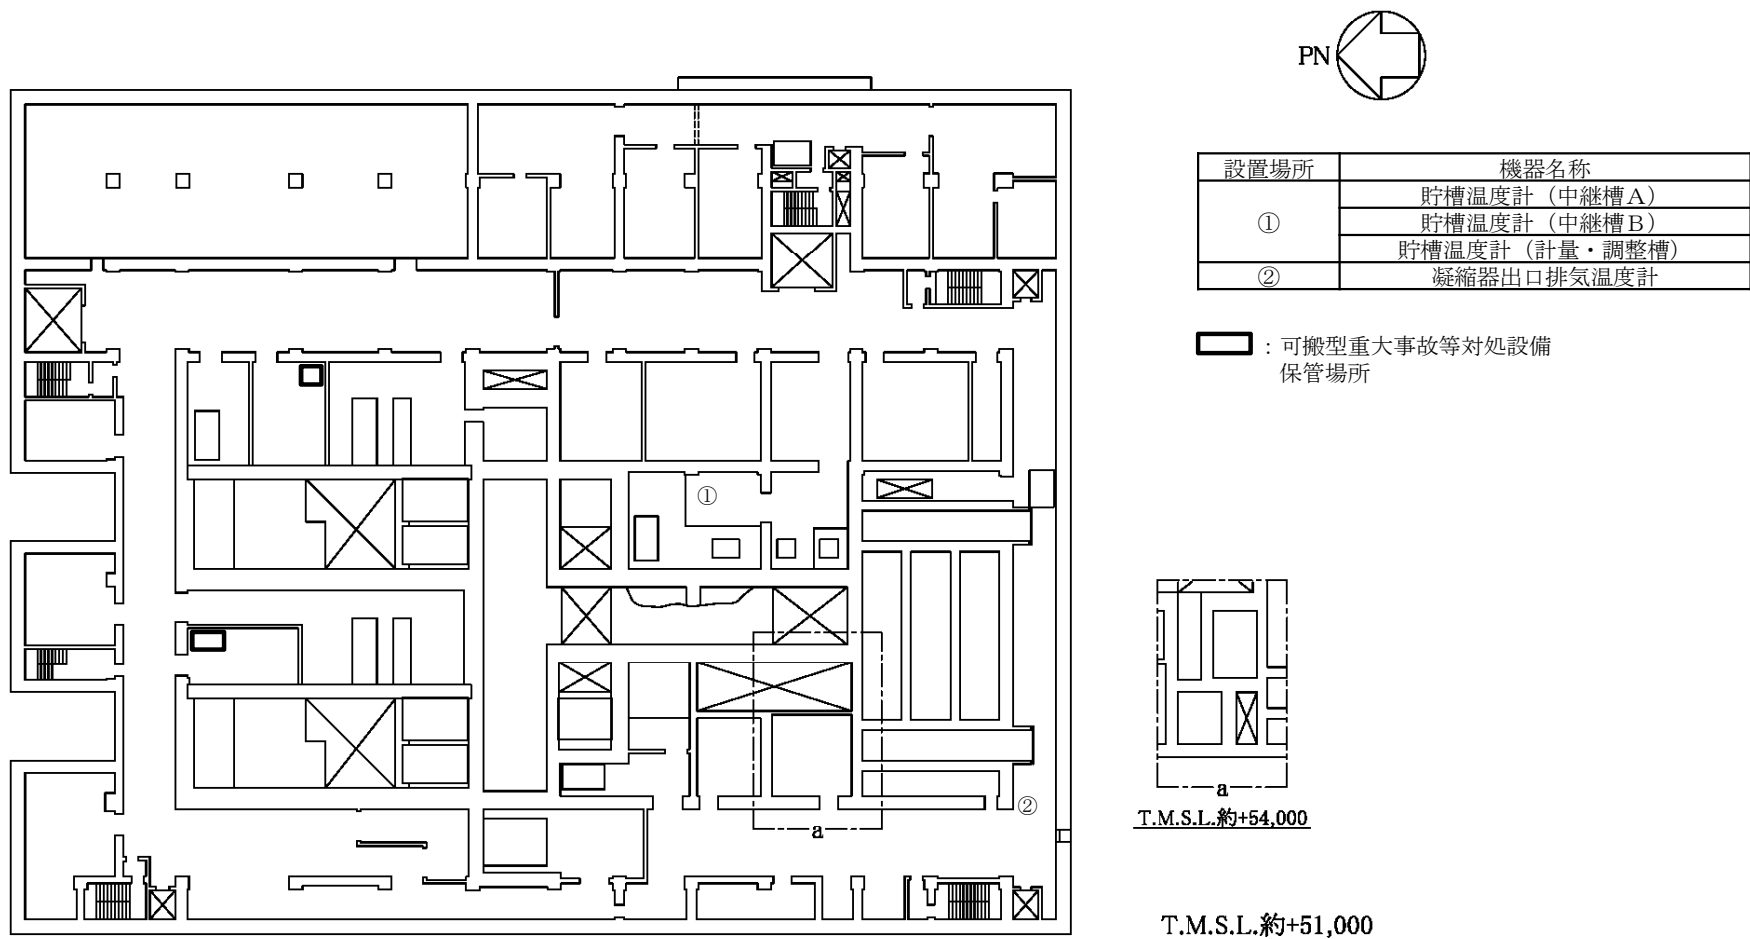 PN
設置場所 機器名称
① 貯槽温度計（中継槽A）
貯槽温度計（中継槽B）
貯槽温度計（計量・調整槽）
② 凝縮器出口排気温度計
：可搬型重大事故等対処設備
保管場所
①
②
a
a
T.M.S.L.約+54,000
T.M.S.L.約+51,000